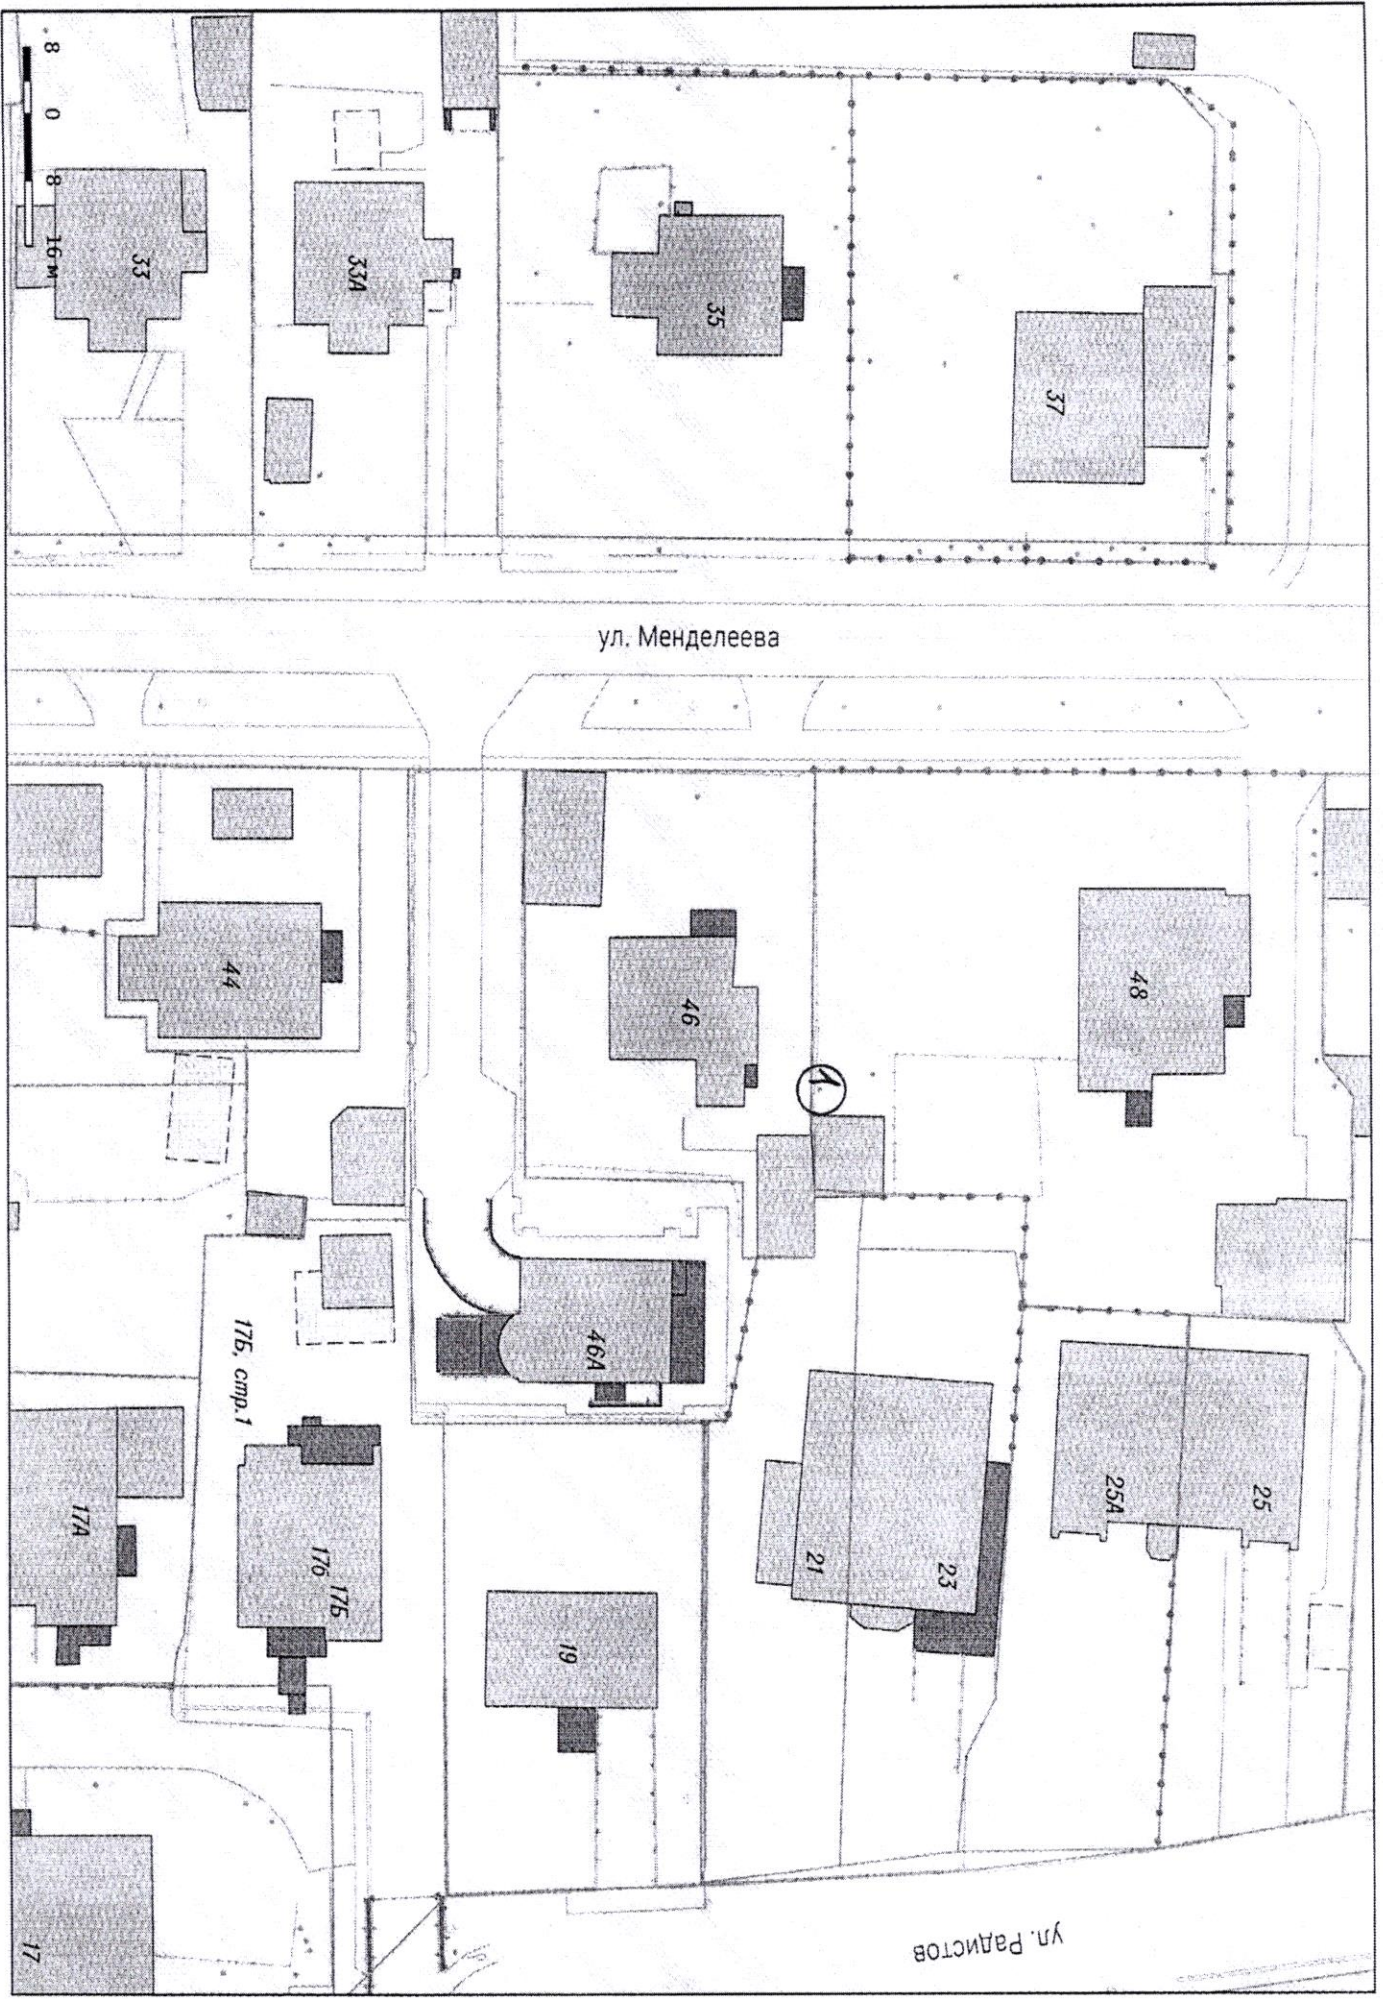 8 0 8 16 м
33
33А
35
37
ул. Менделеева
44
46
48
1
46А
17Б, стр.1
17А
17б
17Б
19
21
23
25А
25
ул. Радистов
17